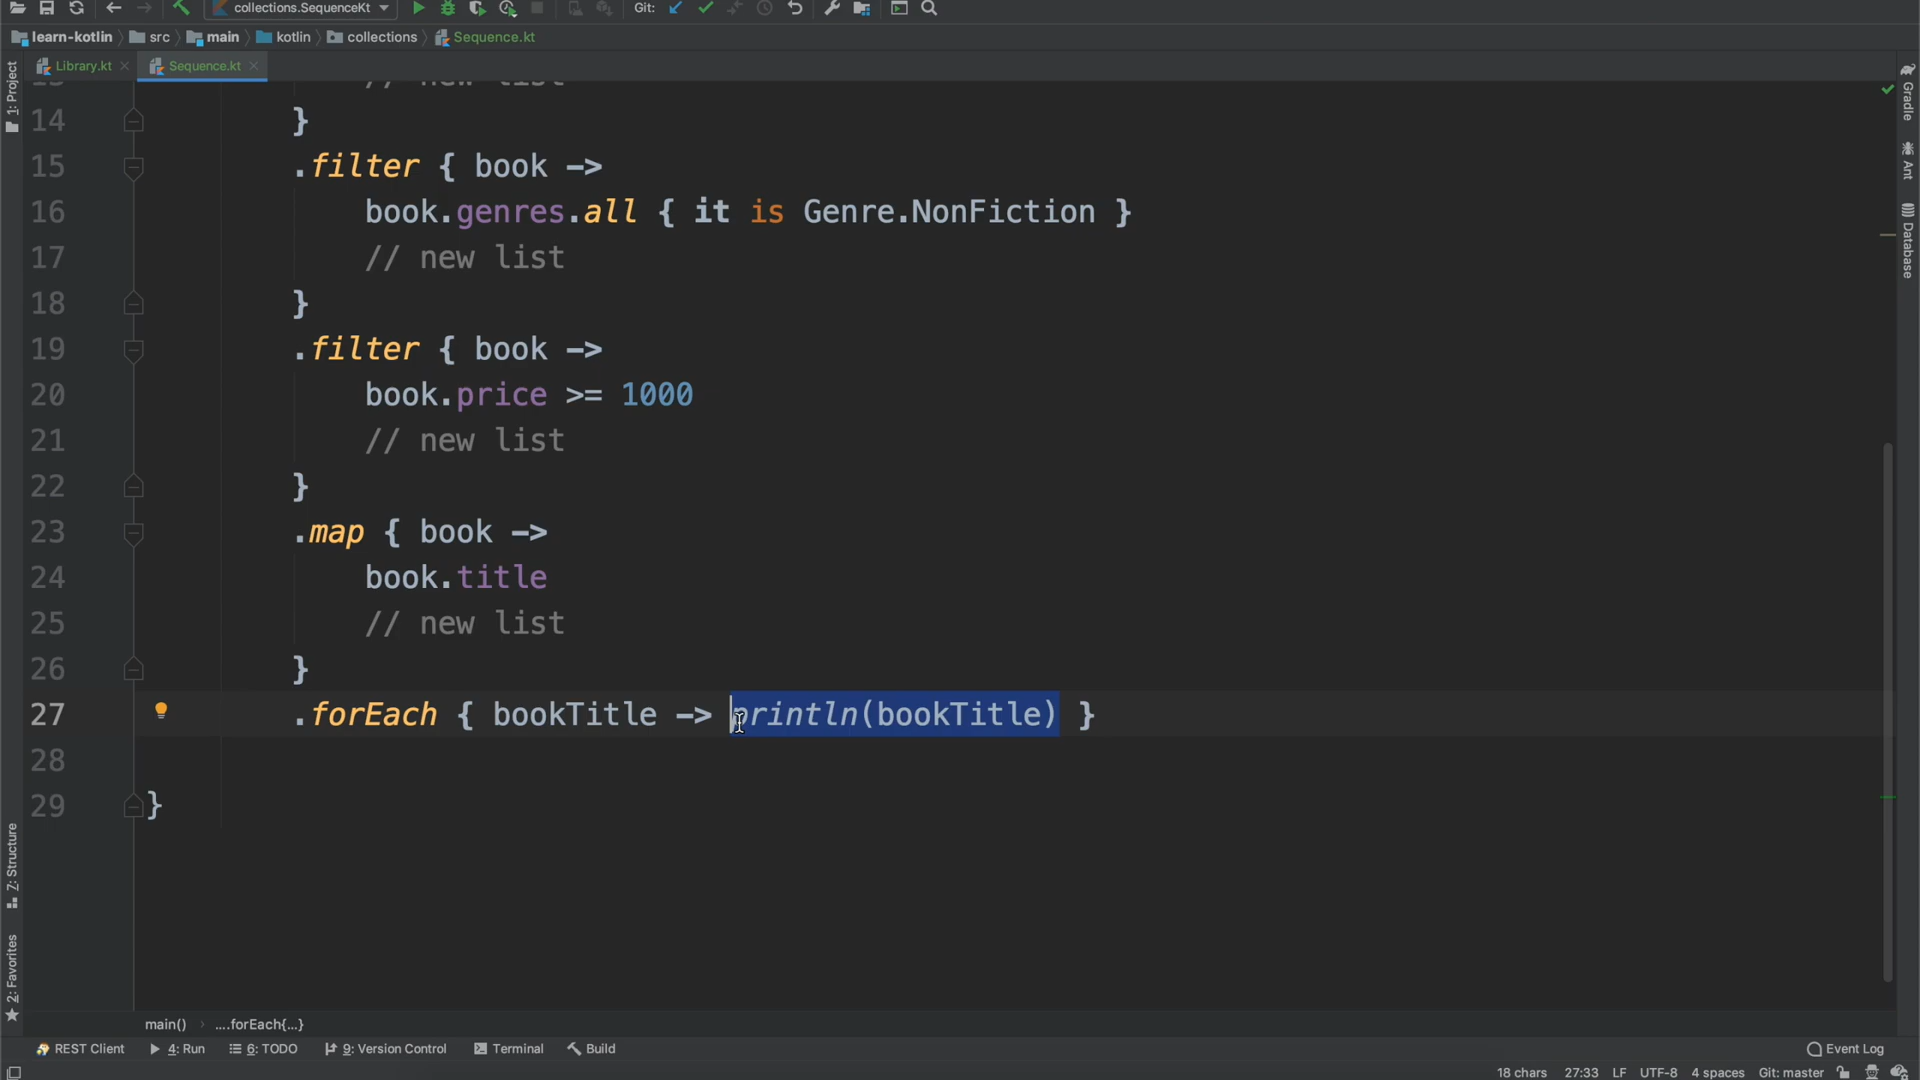 collections.SequenceKt
Git:
learn-kotlin
src
main
kotlin
collections
Sequence.kt
Library.kt
Sequence.kt
1: Project
Gradle
Ant
Database
// new list
14 }
15 .filter { book ->
16 book.genres.all { it is Genre.NonFiction }
17 // new list
18 }
19 .filter { book ->
20 book.price >= 1000
21 // new list
22 }
23 .map { book ->
24 book.title
25 // new list
26 }
27 .forEach { bookTitle -> println(bookTitle) }
28
29 }
Z: Structure
2: Favorites
main()
....forEach{...}
REST Client
4: Run
6: TODO
9: Version Control
Terminal
Build
Event Log
18 chars 27:33 LF UTF-8 4 spaces Git: master